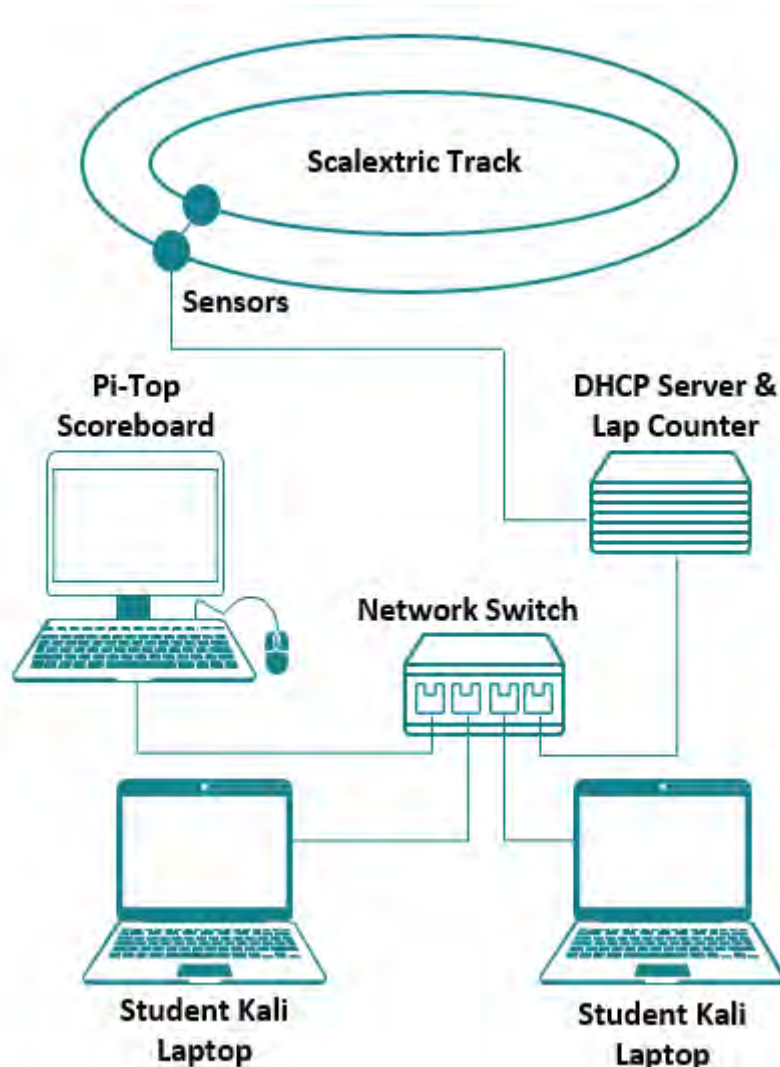 Scalextric Track
Sensors
Pi-Top
Scoreboard
DHCP Server &
Lap Counter
Network Switch
Student Kali
Laptop
Student Kali
Laptop